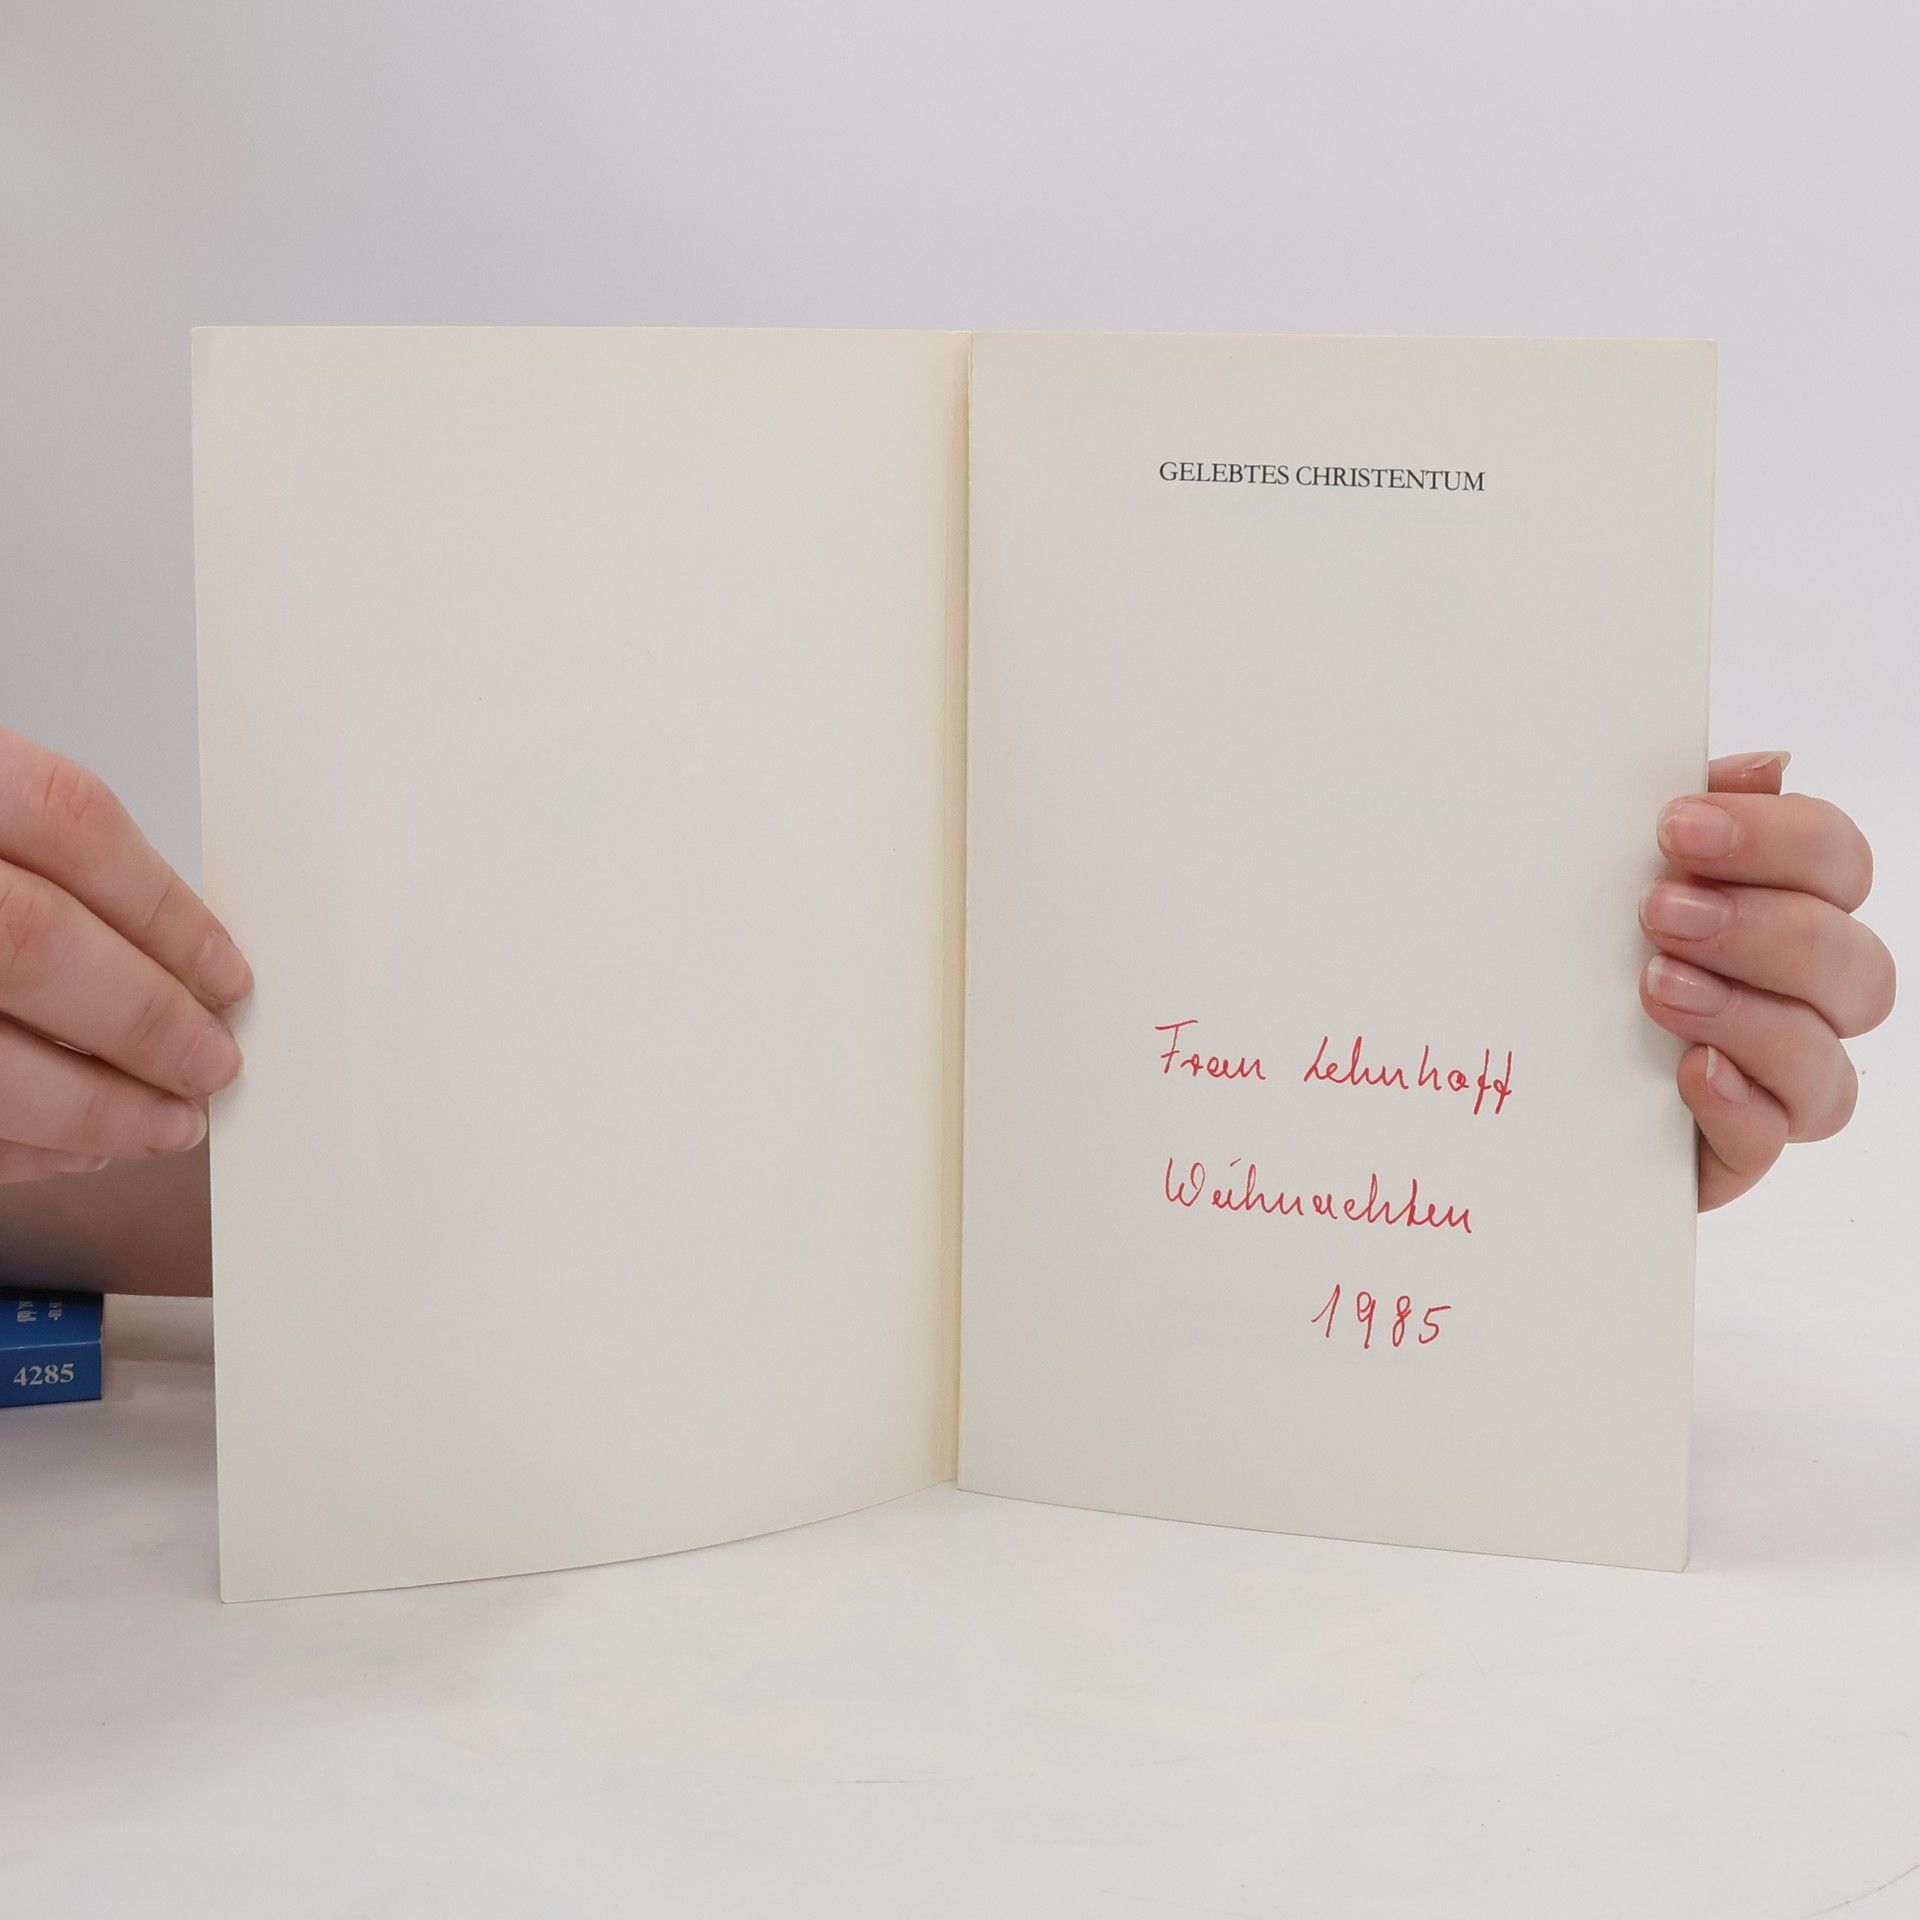 GELEBTES CHRISTENTUM
Frau Lehnhoff
Weihnachten
1985
4285